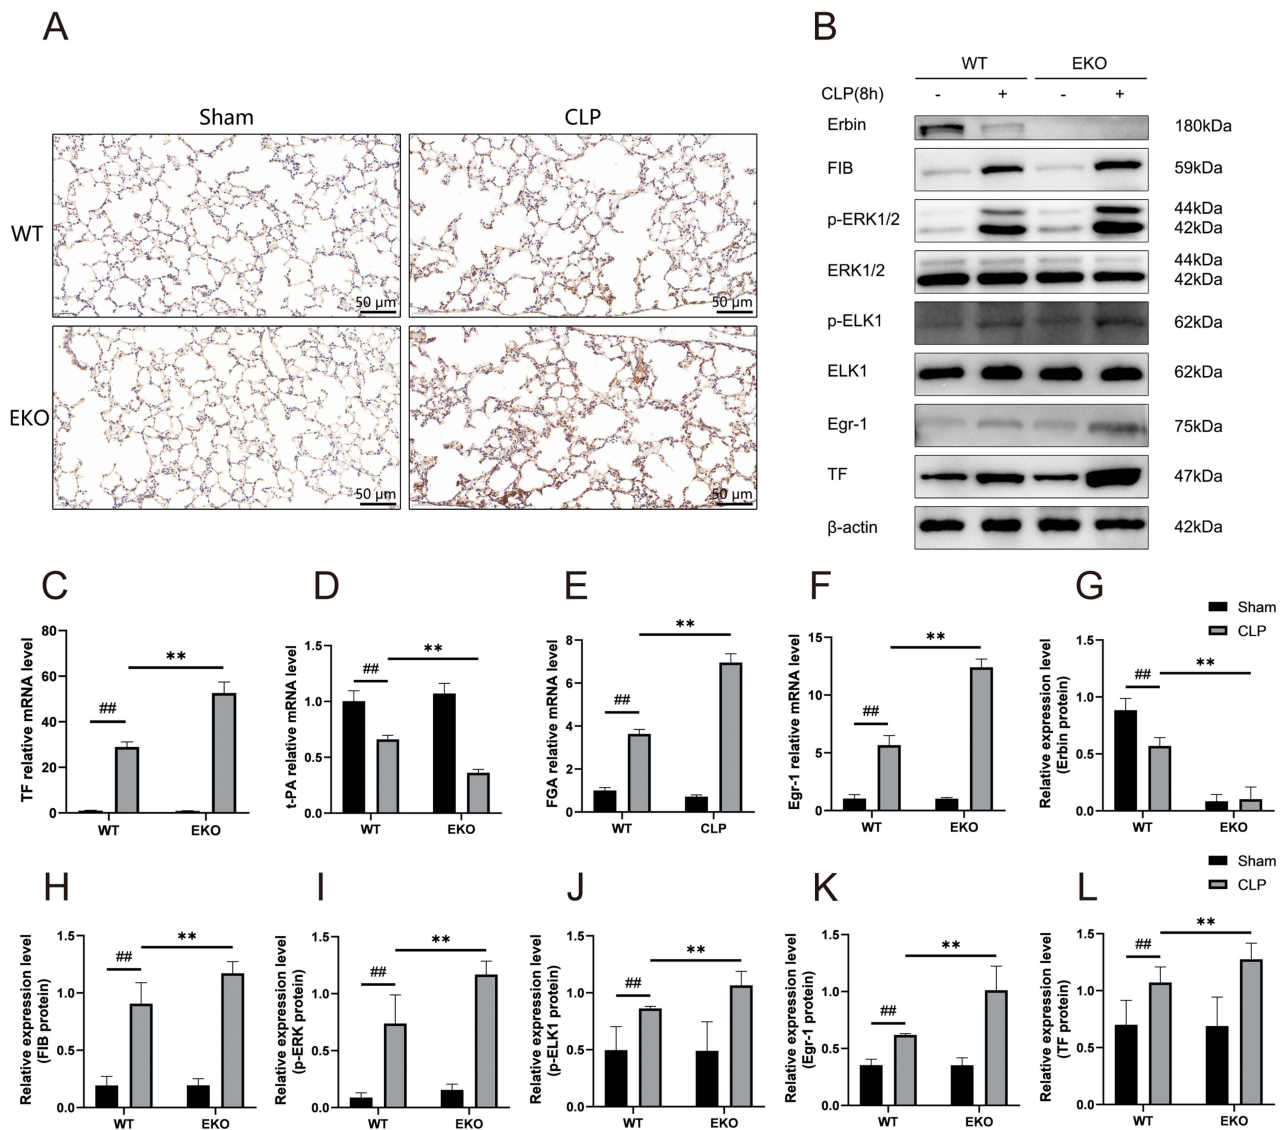 A
Sham
CLP
WT
50 μm
50 μm
EKO
50 μm
50 μm
B
WT
EKO
CLP(8h)
-
+
-
+
Erbin
180kDa
FIB
59kDa
p-ERK1/2
44kDa
42kDa
ERK1/2
44kDa
42kDa
p-ELK1
62kDa
ELK1
62kDa
Egr-1
75kDa
TF
47kDa
β-actin
42kDa
C
TF relative mRNA level
80
60
40
20
0
##
**
WT
EKO
D
t-PA relative mRNA level
1.5
1.0
0.5
0.0
##
**
WT
EKO
E
FGA relative mRNA level
8
6
4
2
0
##
**
WT
CLP
F
Egr-1 relative mRNA level
15
10
5
0
##
**
WT
EKO
G
Sham
CLP
Relative expression level
(Erbin protein)
1.5
1.0
0.5
0.0
##
**
WT
EKO
H
Relative expression level
(FIB protein)
1.5
1.0
0.5
0.0
##
**
WT
EKO
I
Relative expression level
(p-ERK protein)
1.5
1.0
0.5
0.0
##
**
WT
EKO
J
Relative expression level
(p-ELK1 protein)
1.5
1.0
0.5
0.0
##
**
WT
EKO
K
Relative expression level
(Egr-1 protein)
1.5
1.0
0.5
0.0
##
**
WT
EKO
L
Sham
CLP
Relative expression level
(TF protein)
1.5
1.0
0.5
0.0
##
**
WT
EKO